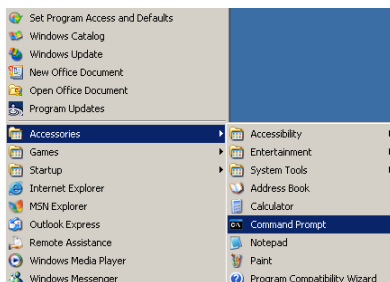 Set Program Access and Defaults
Windows Catalog
Windows Update
New Office Document
Open Office Document
Program Updates
Accessories
Games
Startup
Internet Explorer
MSN Explorer
Outlook Express
Remote Assistance
Windows Media Player
Windows Messenger
Accessibility
Entertainment
System Tools
Address Book
Calculator
Command Prompt
Notepad
Paint
Program Compatibility Wizard